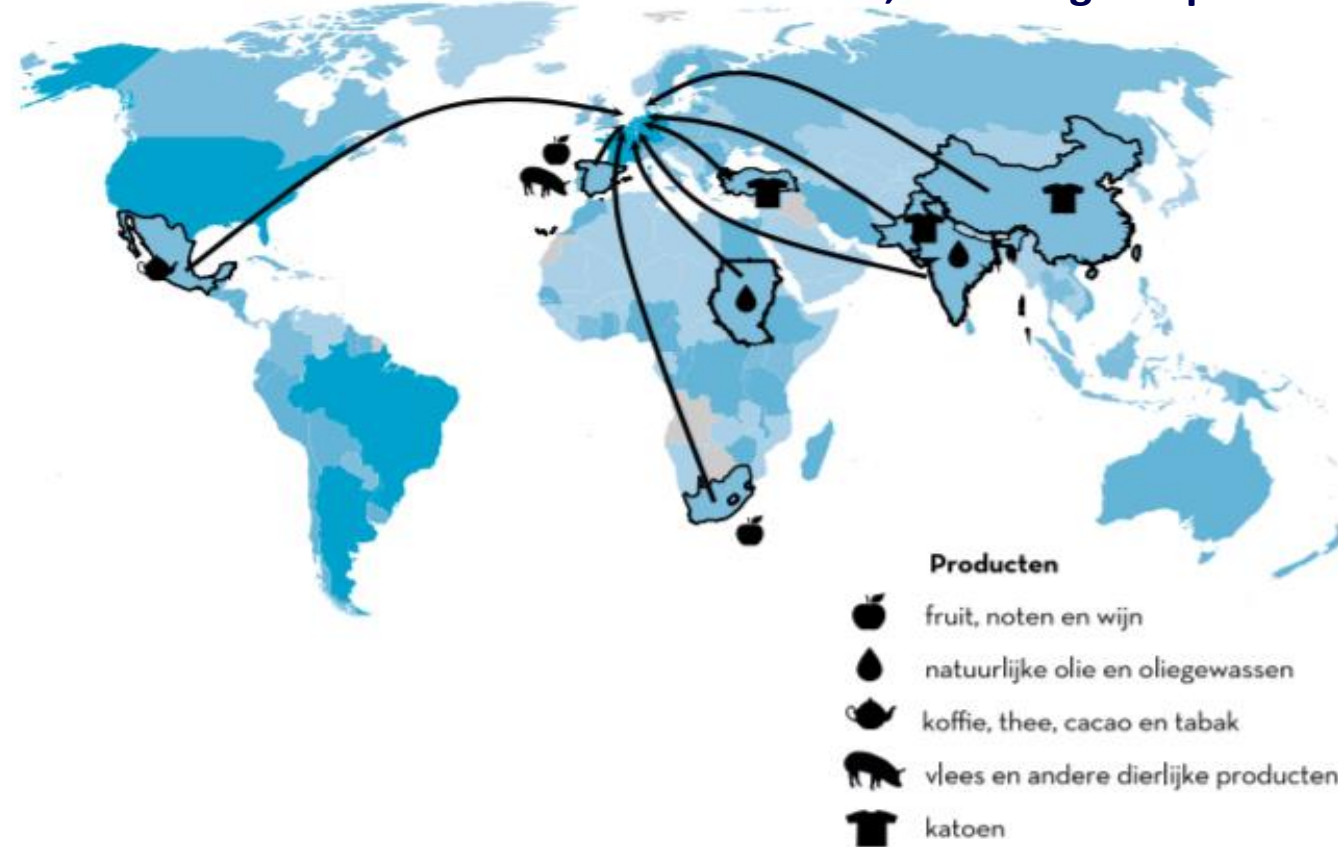 Producten
fruit, noten en wijn
natuurlijke olie en oliegewassen
koffie, thee, cacao en tabak
vlees en andere dierlijke producten
katoen